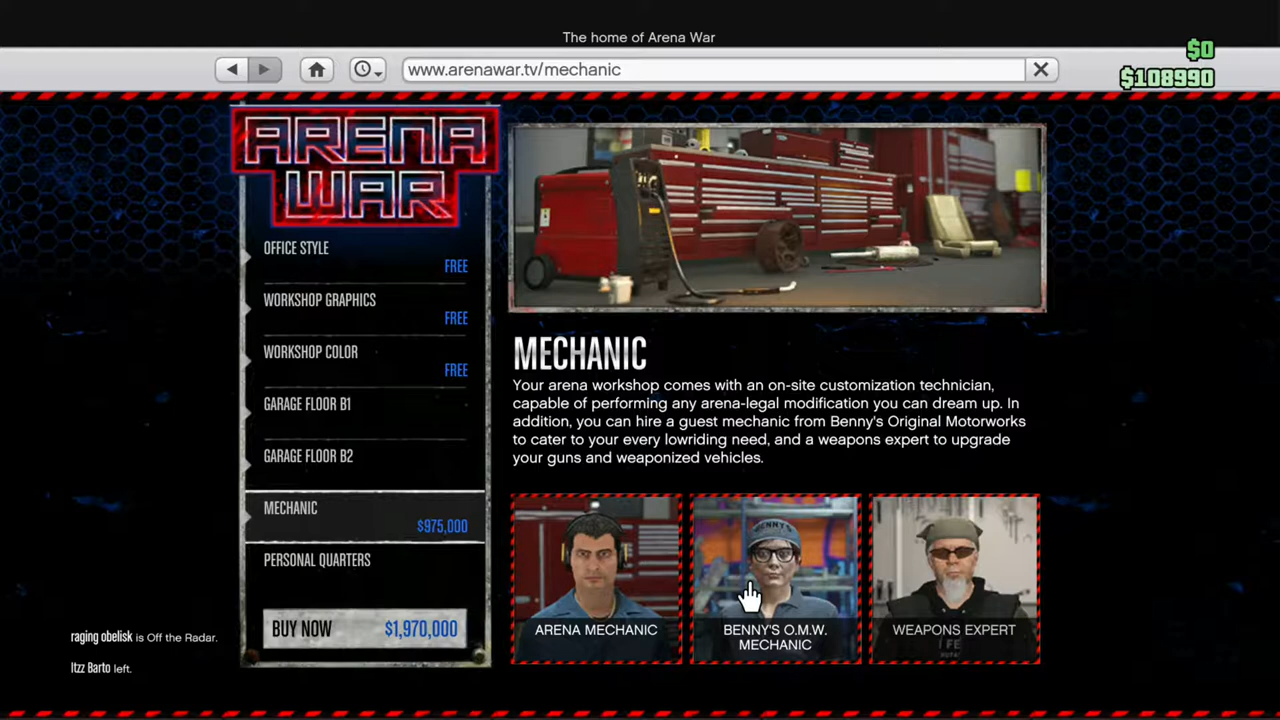 The home of Arena War
www.arenawar.tv/mechanic
$0
$108990
ARENA
WAR
OFFICE STYLE
FREE
WORKSHOP GRAPHICS
FREE
WORKSHOP COLOR
FREE
GARAGE FLOOR B1
GARAGE FLOOR B2
MECHANIC
$975,000
PERSONAL QUARTERS
BUY NOW $1,970,000
MECHANIC
Your arena workshop comes with an on-site customization technician,
capable of performing any arena-legal modification you can dream up. In
addition, you can hire a guest mechanic from Benny's Original Motorworks
to cater to your every lowriding need, and a weapons expert to upgrade
your guns and weaponized vehicles.
ARENA MECHANIC
BENNY'S
BENNY'S O.M.W.
MECHANIC
WEAPONS EXPERT
raging obelisk is Off the Radar.
Itzz Barto left.